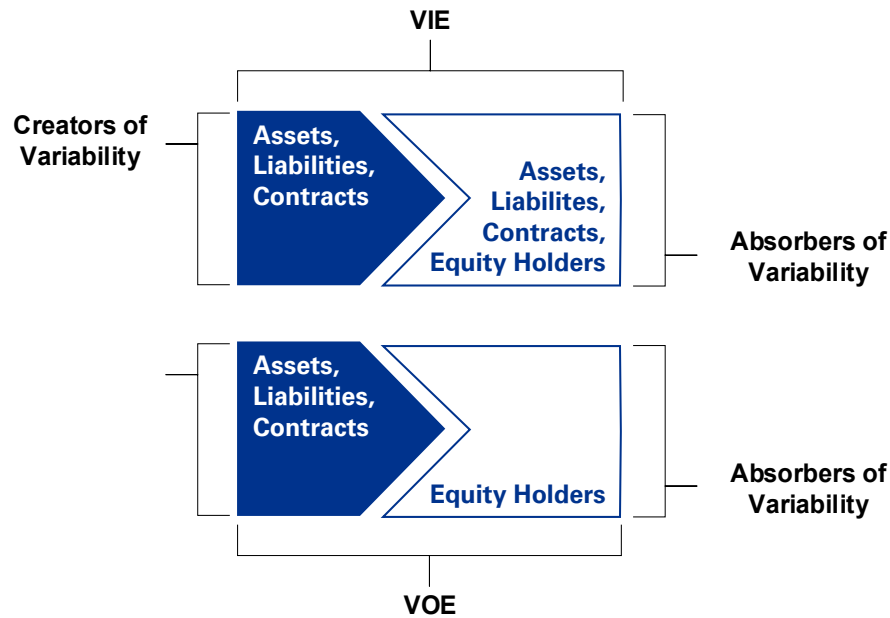 VIE
Creators of
Variability
Assets,
Liabilities,
Contracts
Assets,
Liabilites,
Contracts,
Equity Holders
Absorbers of
Variability
Assets,
Liabilities,
Contracts
Equity Holders
Absorbers of
Variability
VOE